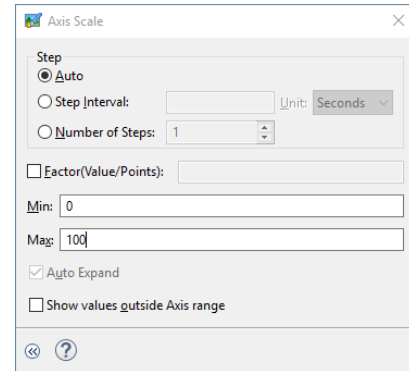 Axis Scale
Step
Auto
Step Interval: Unit: Seconds
Number of Steps: 1
Factor(Value/Points):
Min: 0
Max: 100
Auto Expand
Show values outside Axis range
?